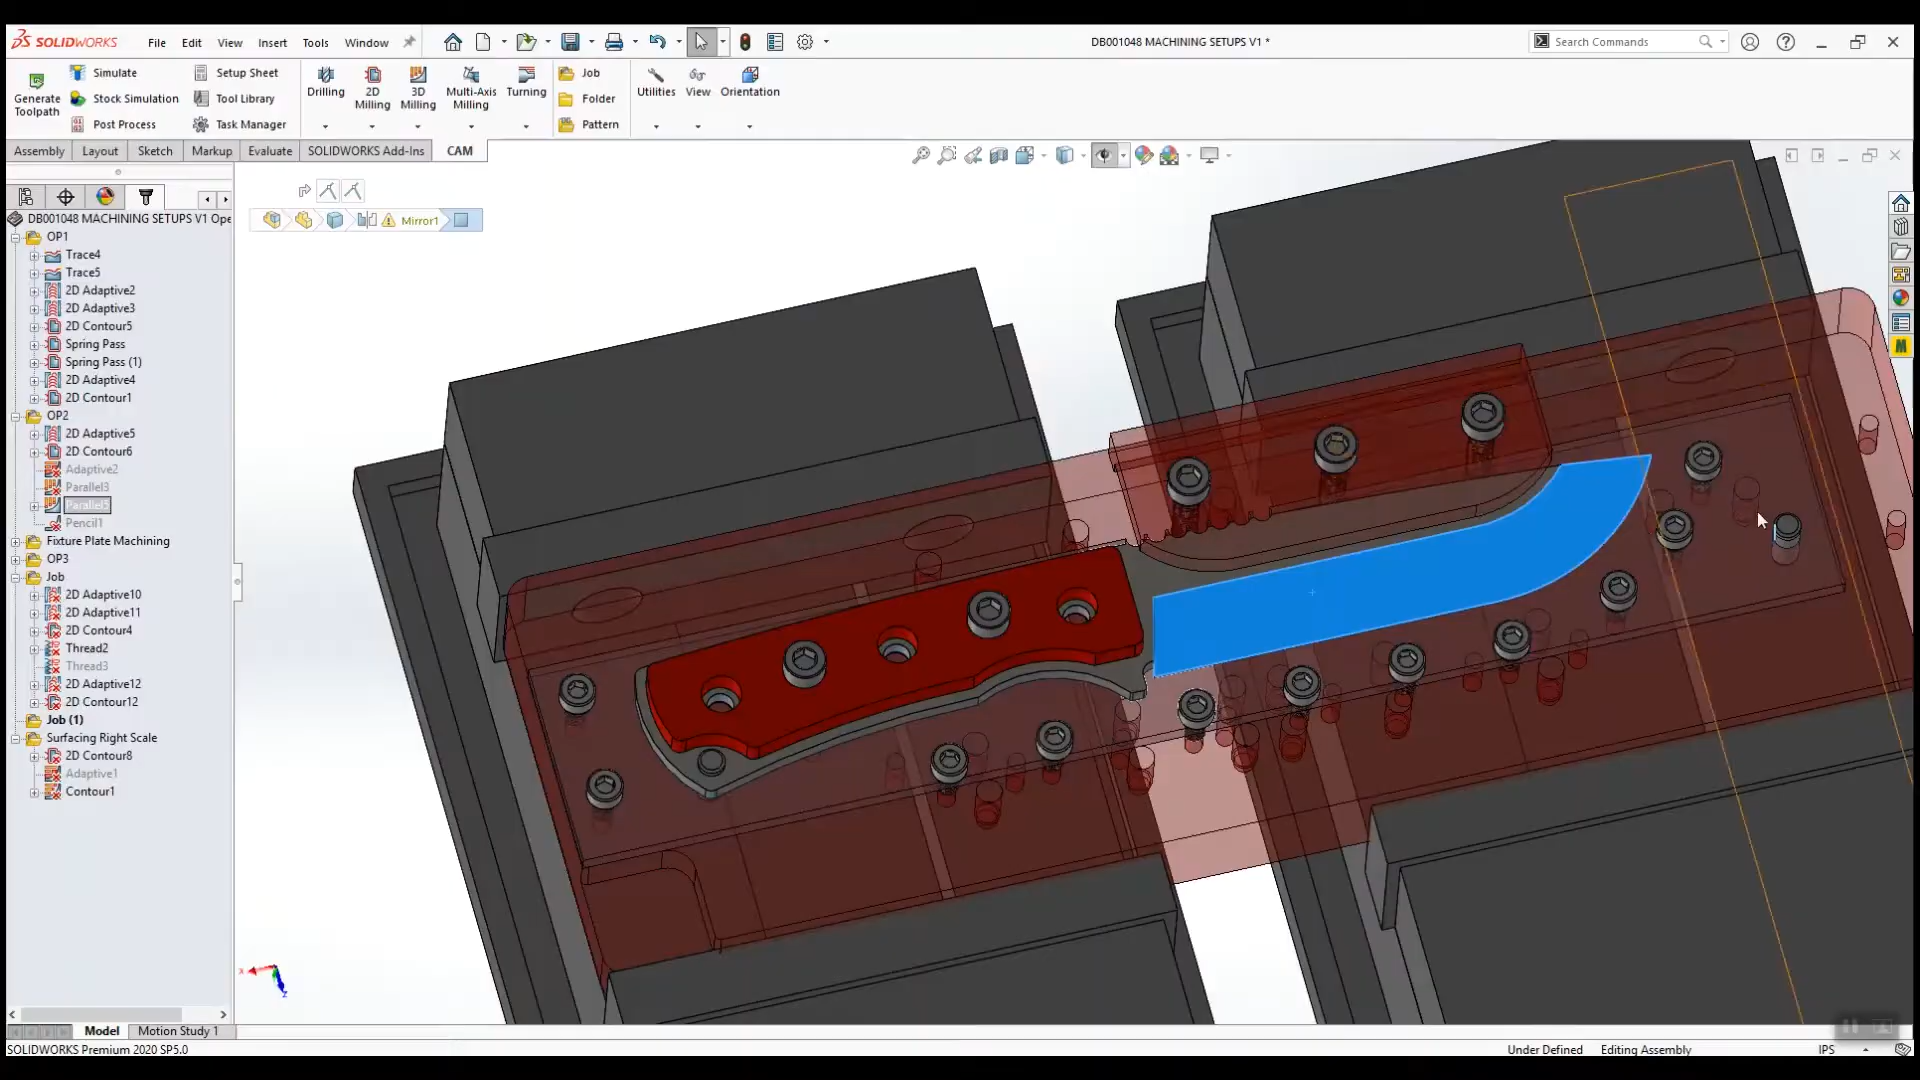 SOLIDWORKS File Edit View Insert Tools Window
DB001048 MACHINING SETUPS V1 *
Search Commands
Generate Toolpath
Simulate
Stock Simulation
Post Process
Setup Sheet
Tool Library
Task Manager
Drilling
2D Milling
3D Milling
Multi-Axis Milling
Turning
Job
Folder
Pattern
Utilities
View
Orientation
Assembly Layout Sketch Markup Evaluate SOLIDWORKS Add-Ins CAM
DB001048 MACHINING SETUPS V1 Ope
Mirror1
OP1
Trace4
Trace5
2D Adaptive2
2D Adaptive3
2D Contour5
Spring Pass
Spring Pass (1)
2D Adaptive4
2D Contour1
OP2
2D Adaptive5
2D Contour6
Adaptive2
Parallel3
Parallel5
Pencil1
Fixture Plate Machining
OP3
Job
2D Adaptive10
2D Adaptive11
2D Contour4
Thread2
Thread3
2D Adaptive12
2D Contour12
Job (1)
Surfacing Right Scale
2D Contour8
Adaptive1
Contour1
x
z
Model Motion Study 1
SOLIDWORKS Premium 2020 SP5.0
Under Defined Editing Assembly IPS